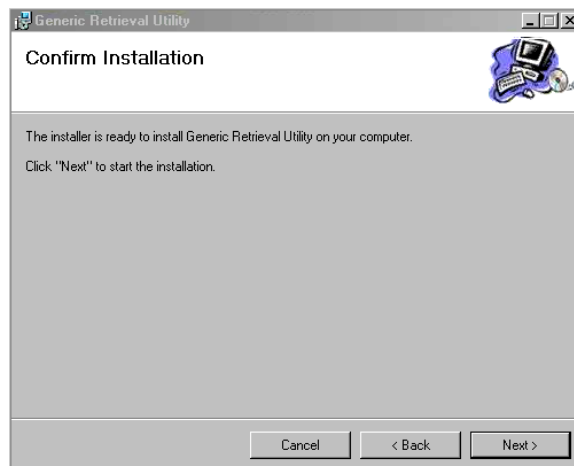 Generic Retrieval Utility
Confirm Installation
The installer is ready to install Generic Retrieval Utility on your computer.
Click "Next" to start the installation.
Cancel
< Back
Next >